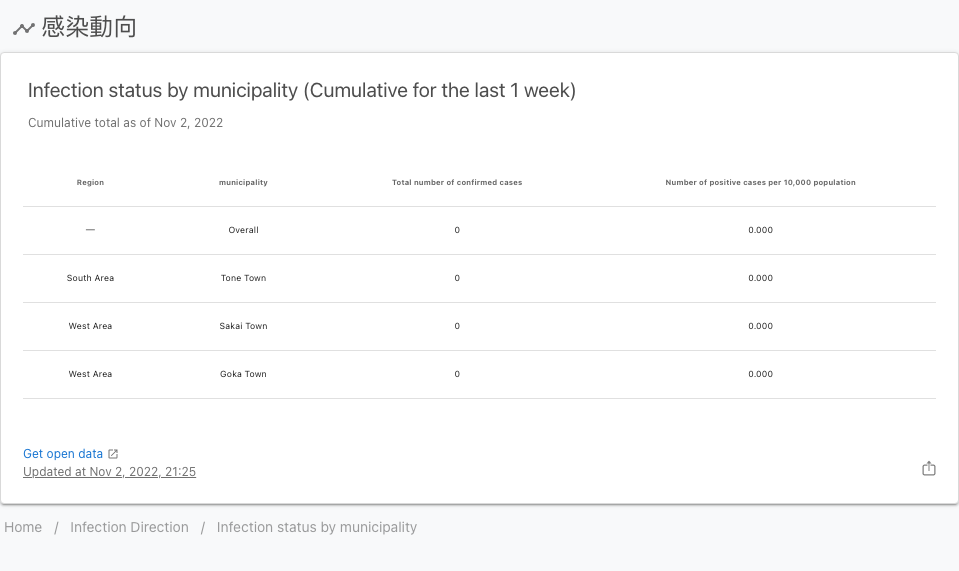 感染動向
Infection status by municipality (Cumulative for the last 1 week)
Cumulative total as of Nov 2, 2022
Region municipality Total number of confirmed cases Number of positive cases per 10,000 population
— Overall 0 0.000
South Area Tone Town 0 0.000
West Area Sakai Town 0 0.000
West Area Goka Town 0 0.000
Get open data
Updated at Nov 2, 2022, 21:25
Home / Infection Direction / Infection status by municipality